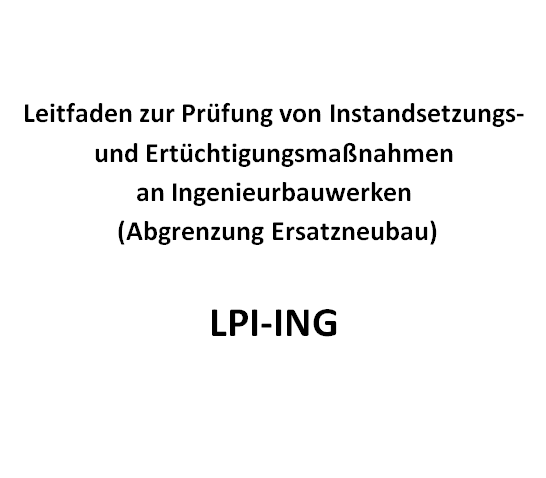 Leitfaden zur Prüfung von Instandsetzungs-
und Ertüchtigungsmaßnahmen
an Ingenieurbauwerken
(Abgrenzung Ersatzneubau)
LPI-ING